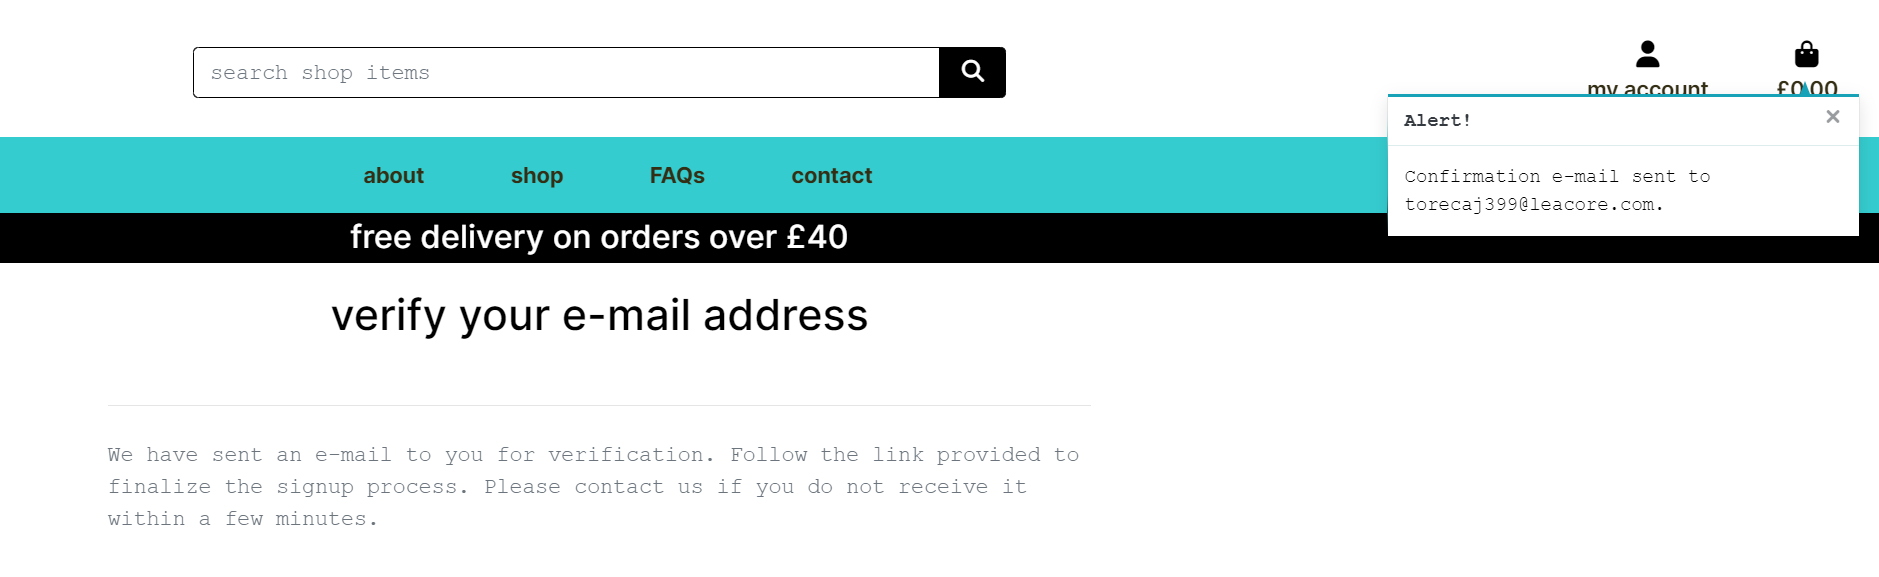 search shop items
my account
£0.00
Alert!
Confirmation e-mail sent to
torecaj399@leacore.com.
about
shop
FAQs
contact
free delivery on orders over £40
verify your e-mail address
We have sent an e-mail to you for verification. Follow the link provided to
finalize the signup process. Please contact us if you do not receive it
within a few minutes.